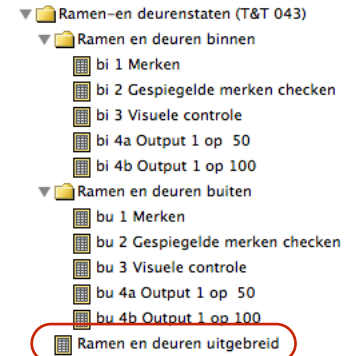 Ramen-en deurenstaten (T&T 043)
Ramen en deuren binnen
bi 1 Merken
bi 2 Gespiegelde merken checken
bi 3 Visuele controle
bi 4a Output 1 op  50
bi 4b Output 1 op 100
Ramen en deuren buiten
bu 1 Merken
bu 2 Gespiegelde merken checken
bu 3 Visuele controle
bu 4a Output 1 op  50
bu 4b Output 1 op 100
Ramen en deuren uitgebreid